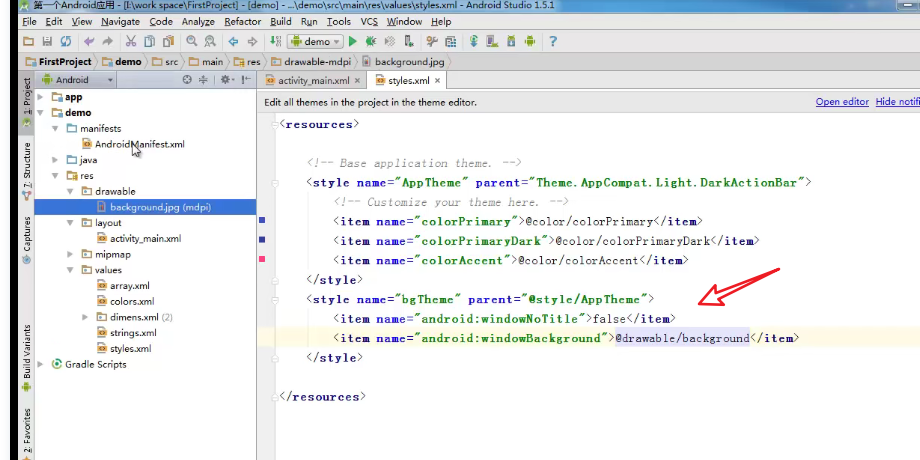 第一个Android应用 - [E:\work space\FirstProject] - [demo] - ...\demo\src\main\res\values\styles.xml - Android Studio 1.5.1
File Edit View Navigate Code Analyze Refactor Build Run Tools VCS Window Help
demo
FirstProject demo src main res drawable-mdpi background.jpg
Android
activity_main.xml styles.xml
Edit all themes in the project in the theme editor. Open editor Hide notifi
1: Project
7: Structure
Captures
Build Variants
Favorites
app
demo
manifests
AndroidManifest.xml
java
res
drawable
background.jpg (mdpi)
layout
activity_main.xml
mipmap
values
array.xml
colors.xml
dimens.xml (2)
strings.xml
styles.xml
Gradle Scripts
<resources>
<!-- Base application theme. -->
<style name="AppTheme" parent="Theme.AppCompat.Light.DarkActionBar">
<!-- Customize your theme here. -->
<item name="colorPrimary">@color/colorPrimary</item>
<item name="colorPrimaryDark">@color/colorPrimaryDark</item>
<item name="colorAccent">@color/colorAccent</item>
</style>
<style name="bgTheme" parent="@style/AppTheme">
<item name="android:windowNoTitle">false</item>
<item name="android:windowBackground">@drawable/background</item>
</style>
</resources>